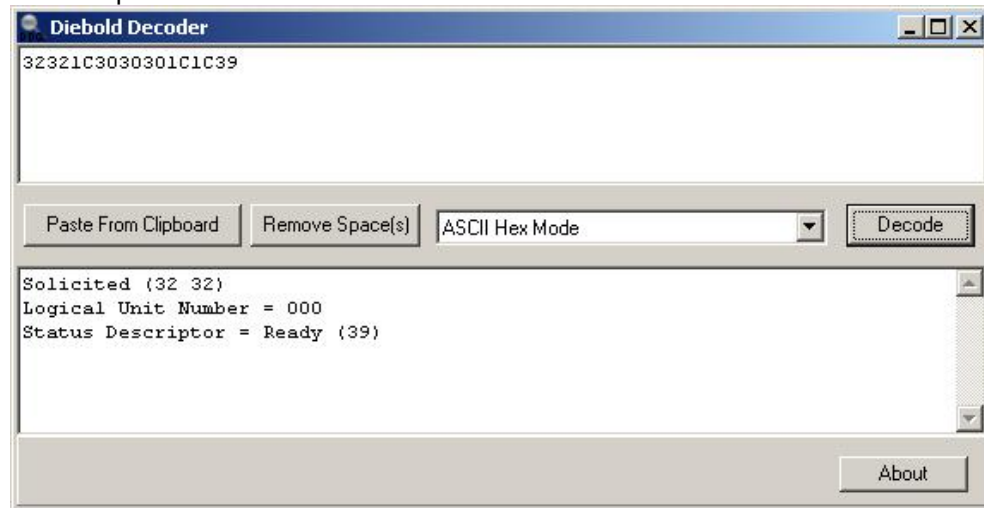 Diebold Decoder
32321C3030301C1C39
Paste From Clipboard
Remove Space(s)
ASCII Hex Mode
Decode
Solicited (32 32)
Logical Unit Number = 000
Status Descriptor = Ready (39)
About